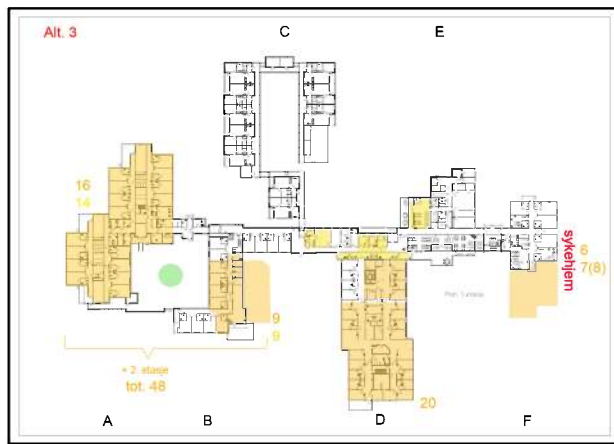 Alt. 3
C
E
16
14
sykehjem
6
7(8)
9
9
+ 2. etasje
tot. 48
20
A
B
D
F